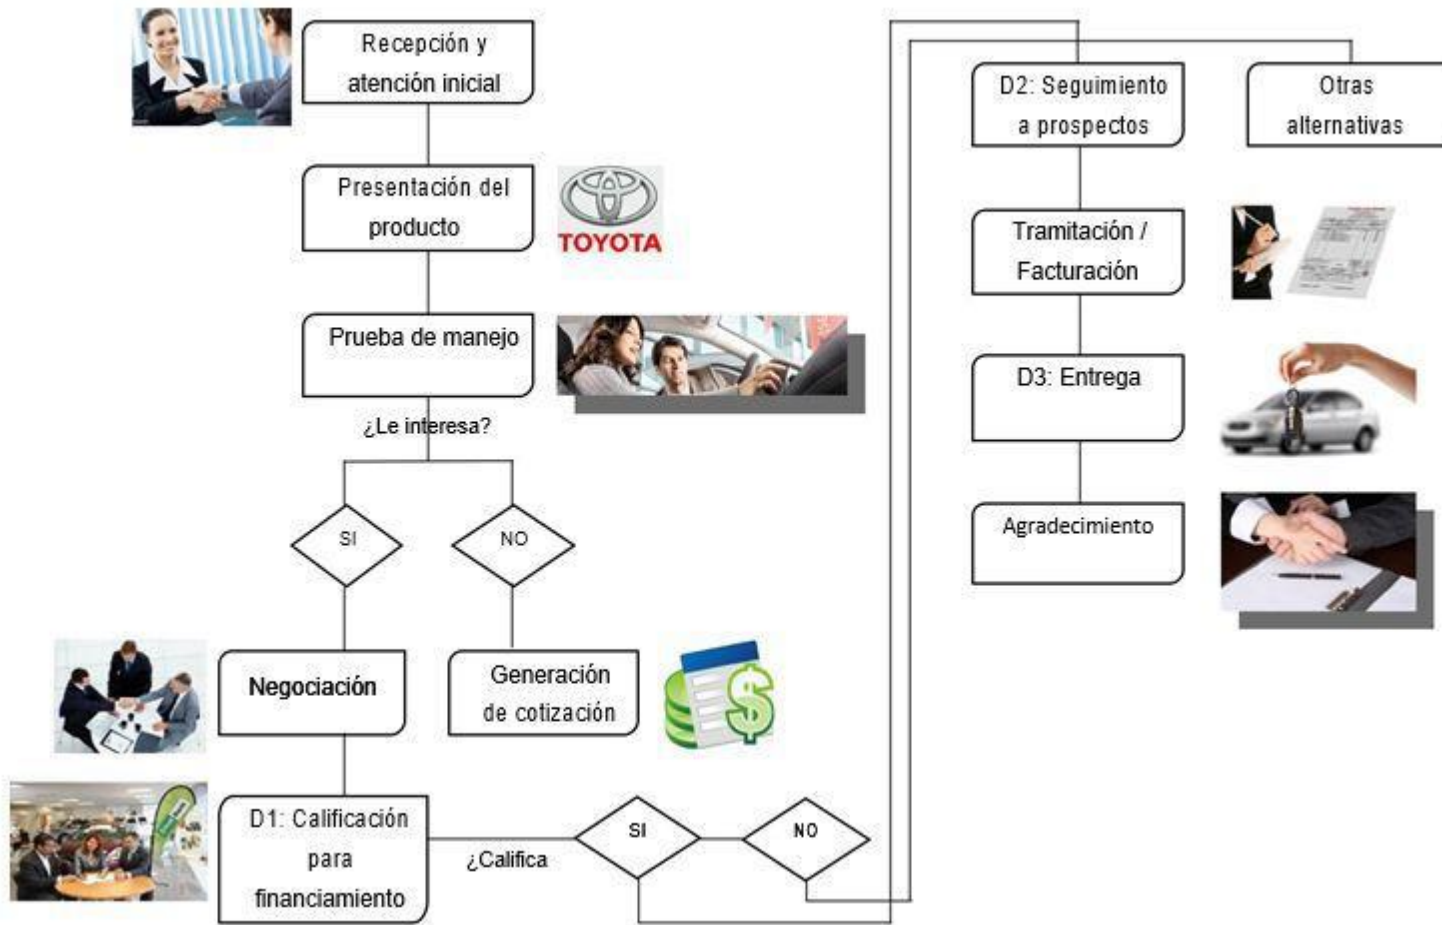 Recepción y
atención inicial
Presentación del
producto
TOYOTA
Prueba de manejo
¿Le interesa?
SI
NO
Negociación
Generación
de cotización
$
D1: Calificación
para
financiamiento
¿Califica
SI
NO
D2: Seguimiento
a prospectos
Otras
alternativas
Tramitación /
Facturación
D3: Entrega
Agradecimiento